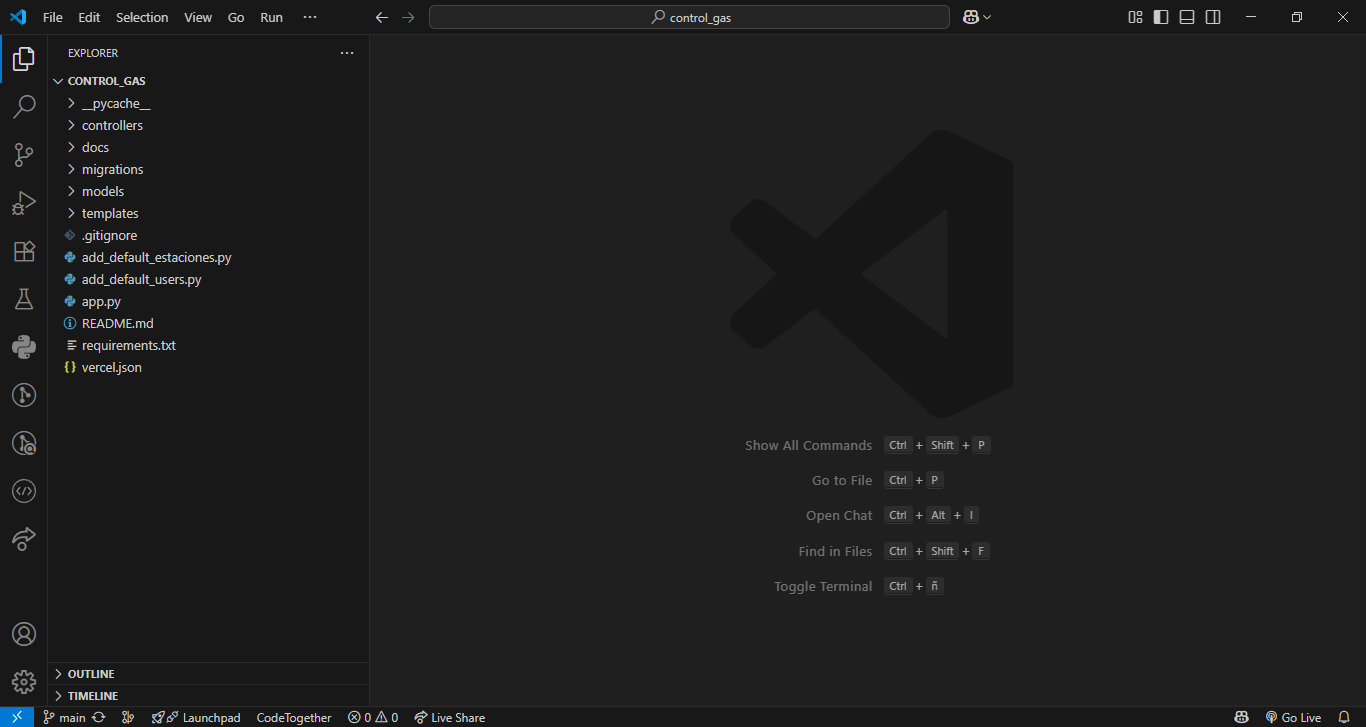 File Edit Selection View Go Run ···
control_gas
EXPLORER ···
CONTROL_GAS
__pycache__
controllers
docs
migrations
models
templates
.gitignore
add_default_estaciones.py
add_default_users.py
app.py
README.md
requirements.txt
{} vercel.json
Show All Commands Ctrl + Shift + P
Go to File Ctrl + P
Open Chat Ctrl + Alt + I
Find in Files Ctrl + Shift + F
Toggle Terminal Ctrl + ñ
OUTLINE
TIMELINE
main Launchpad CodeTogether 0 0 Live Share Go Live